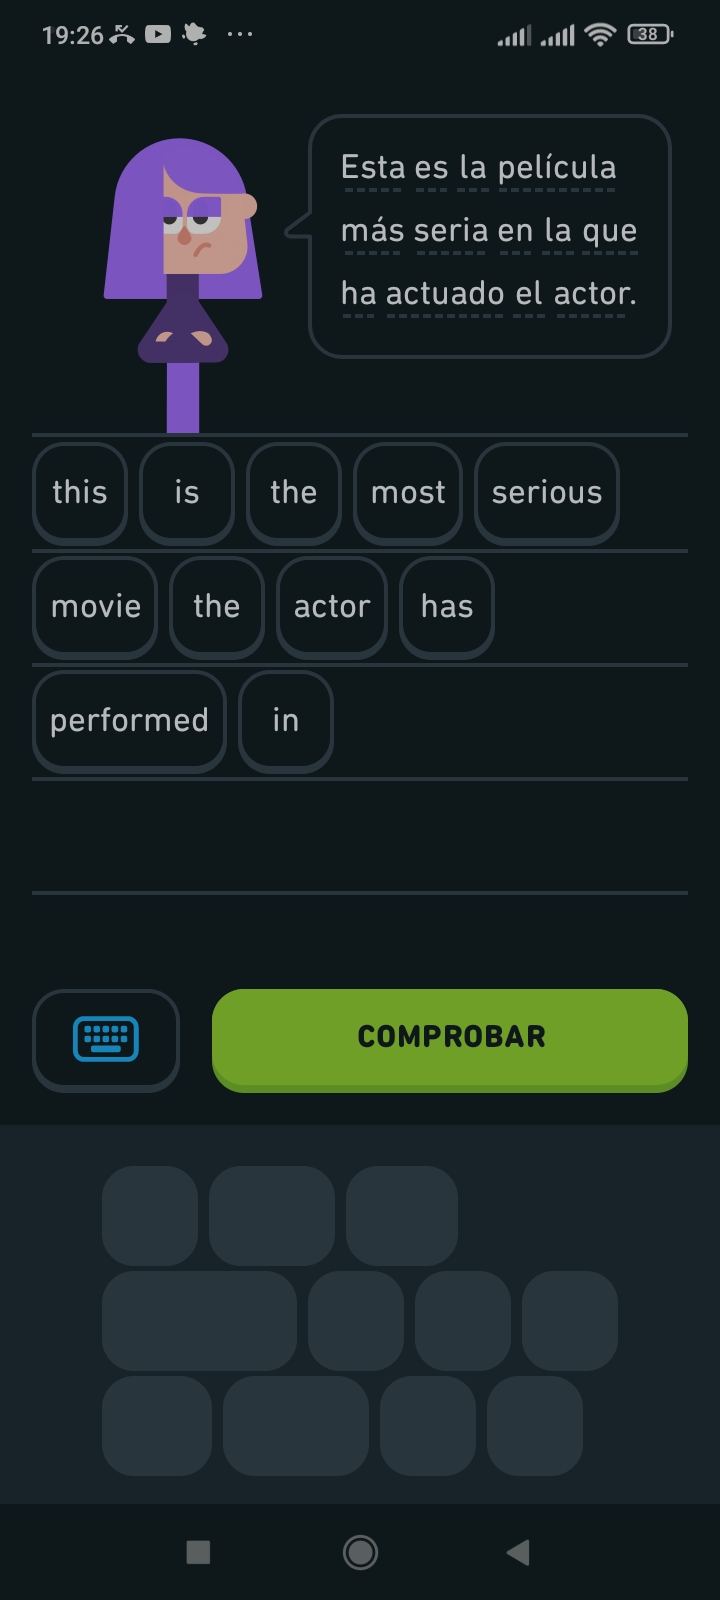 19:26 38
Esta es la película
más seria en la que
ha actuado el actor.
this is the most serious
movie the actor has
performed in
COMPROBAR